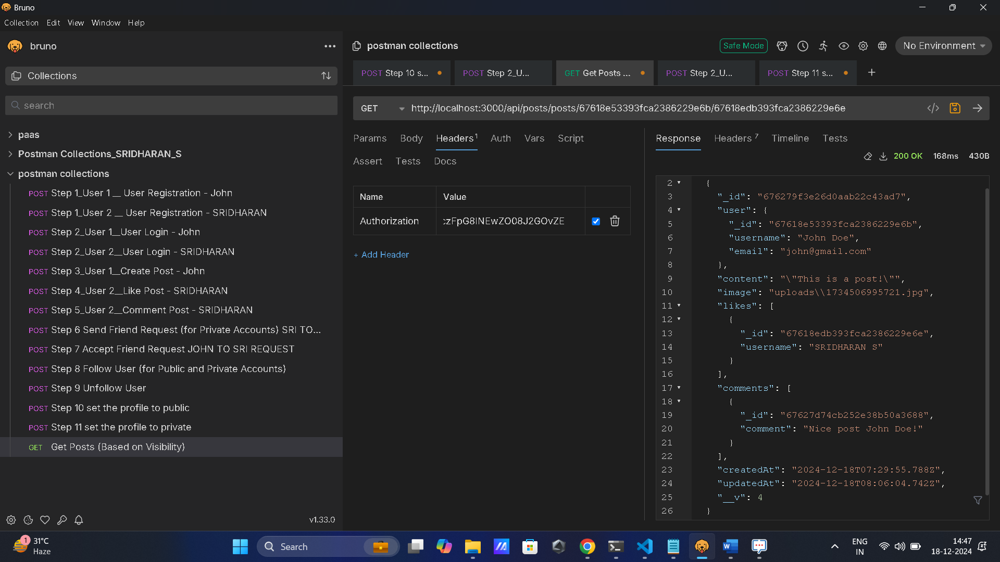 Bruno
Collection Edit View Window Help
bruno
Collections
search
paas
Postman Collections_SRIDHARAN_S
postman collections
POST Step 1_User 1 __ User Registration - John
POST Step 1_User 2 __ User Registration - SRIDHARAN
POST Step 2_User 1__User Login - John
POST Step 2_User 2__User Login - SRIDHARAN
POST Step 3_User 1__Create Post - John
POST Step 4_User 2__Like Post - SRIDHARAN
POST Step 5_User 2__Comment Post - SRIDHARAN
POST Step 6 Send Friend Request (for Private Accounts) SRI TO...
POST Step 7 Accept Friend Request JOHN TO SRI REQUEST
POST Step 8 Follow User (for Public and Private Accounts)
POST Step 9 Unfollow User
POST Step 10 set the profile to public
POST Step 11 set the profile to private
GET Get Posts (Based on Visibility)
v1.33.0
postman collections
Safe Mode
No Environment
POST Step 10 s... POST Step 2_U... GET Get Posts ... POST Step 2_U... POST Step 11 s... +
GET http://localhost:3000/api/posts/posts/67618e53393fca2386229e6b/67618edb393fca2386229e6e
Params Body Headers 1 Auth Vars Script
Assert Tests Docs
Name Value
Authorization :zFpG8lNEwZO08J2GOvZE
+ Add Header
Response Headers 7 Timeline Tests
200 OK 168ms 430B
2 {
3 "_id": "676279f3e26d0aab22c43ad7",
4 "user": {
5 "_id": "67618e53393fca2386229e6b",
6 "username": "John Doe",
7 "email": "john@gmail.com"
8 },
9 "content": "\"This is a post!\"",
10 "image": "uploads\\1734506995721.jpg",
11 "likes": [
12 {
13 "_id": "67618edb393fca2386229e6e",
14 "username": "SRIDHARAN S"
15 }
16 ],
17 "comments": [
18 {
19 "_id": "67627d74cb252e38b50a3688",
20 "comment": "Nice post John Doe!"
21 }
22 ],
23 "createdAt": "2024-12-18T07:29:55.788Z",
24 "updatedAt": "2024-12-18T08:06:04.742Z",
25 "__v": 4
26 }
1
31°C
Haze
Search
ENG
IN
14:47
18-12-2024